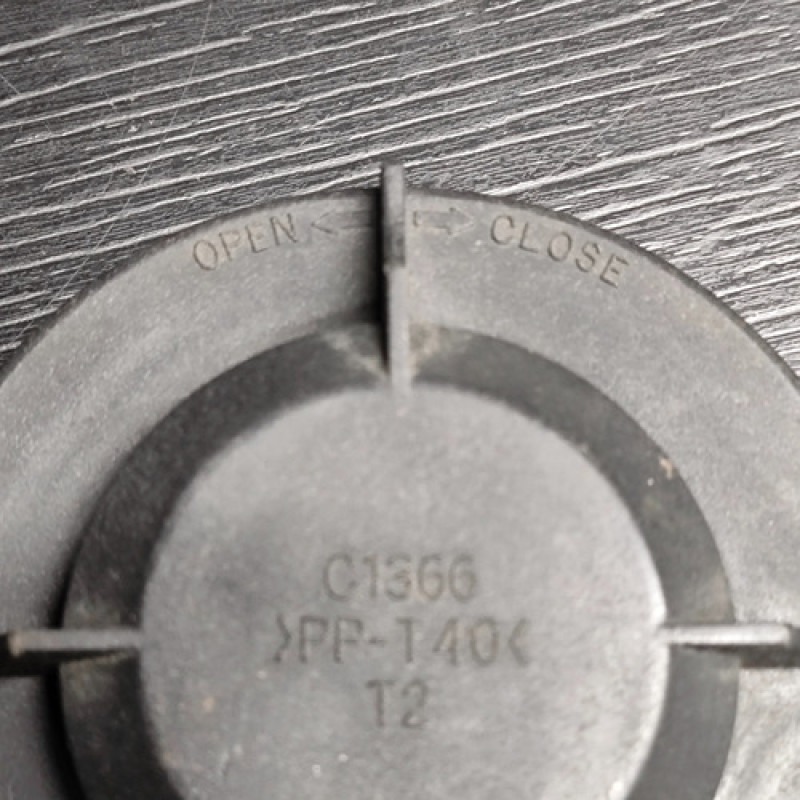 OPEN ← → CLOSE
C1366
>PP-T40<
T2